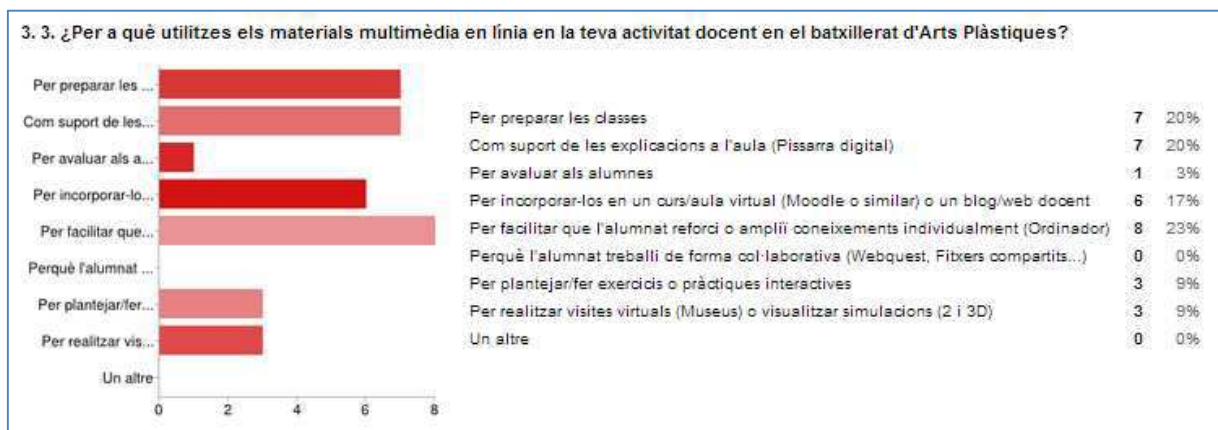 3. 3. ¿Per a què utilitzes els materials multimèdia en línia en la teva activitat docent en el batxillerat d'Arts Plàstiques?
Per preparar les ...
Com suport de les...
Per avaluar als a...
Per incorporar-lo...
Per facilitar que...
Perquè l'alumnat ...
Per plantejar/fer...
Per realitzar vis...
Un altre
0 2 4 6 8
Per preparar les classes 7 20%
Com suport de les explicacions a l'aula (Pissarra digital) 7 20%
Per avaluar als alumnes 1 3%
Per incorporar-los en un curs/aula virtual (Moodle o similar) o un blog/web docent 6 17%
Per facilitar que l'alumnat reforci o ampliï coneixements individualment (Ordinador) 8 23%
Perquè l'alumnat treballi de forma col·laborativa (Webquest, Fitxers compartits...) 0 0%
Per plantejar/fer exercicis o pràctiques interactives 3 9%
Per realitzar visites virtuals (Museus) o visualitzar simulacions (2 i 3D) 3 9%
Un altre 0 0%